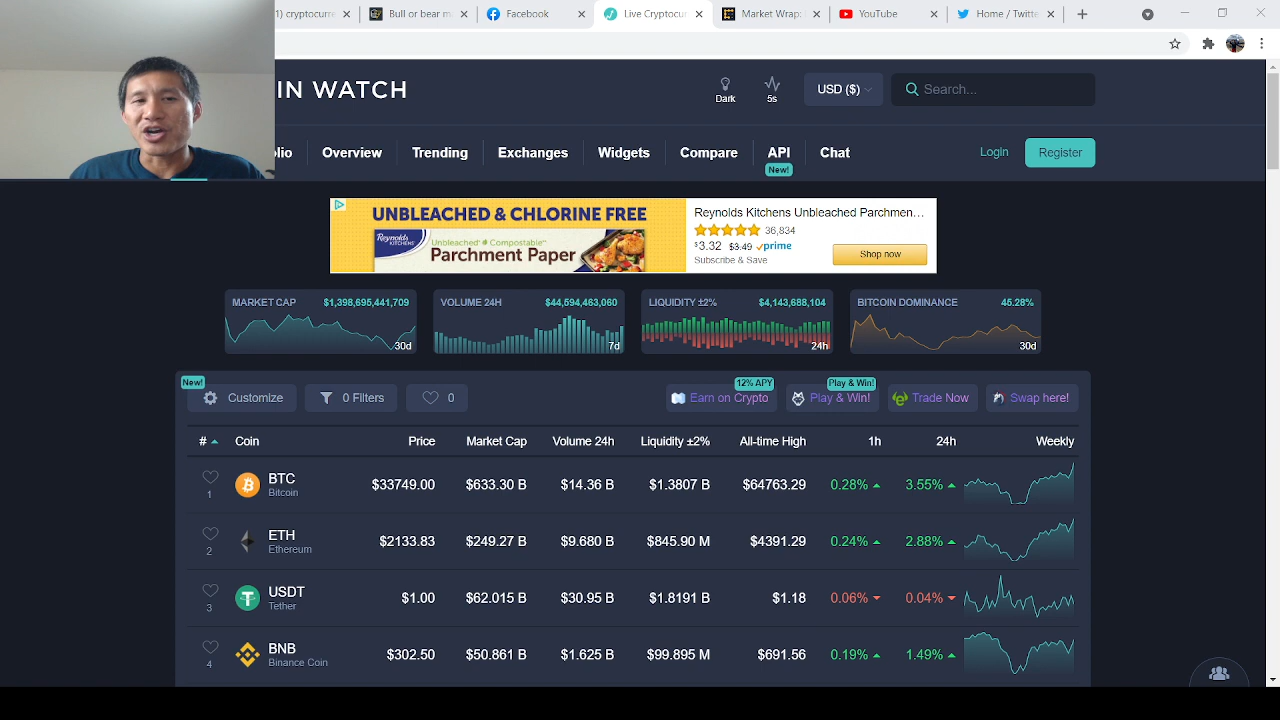 1) cryptocurre
Bull or bear m
Facebook
Live Cryptocur
Market Wrap:
YouTube
Home / Twitte
IN WATCH
Dark
5s
USD ($)
Search...
olio
Overview
Trending
Exchanges
Widgets
Compare
API
New!
Chat
Login
Register
UNBLEACHED & CHLORINE FREE
Reynolds KITCHENS
Unbleached* Compostable**
Parchment Paper
Reynolds Kitchens Unbleached Parchmen...
36,834
$3.32 $3.49 prime
Subscribe & Save
Shop now
MARKET CAP $1,398,695,441,709
30d
VOLUME 24H $44,594,463,060
7d
LIQUIDITY ±2% $4,143,688,104
24h
BITCOIN DOMINANCE 45.28%
30d
New!
Customize
0 Filters
0
12% APY
Earn on Crypto
Play & Win!
Play & Win!
Trade Now
Swap here!
# Coin Price Market Cap Volume 24h Liquidity ±2% All-time High 1h 24h Weekly
1 BTC Bitcoin $33749.00 $633.30 B $14.36 B $1.3807 B $64763.29 0.28% 3.55%
2 ETH Ethereum $2133.83 $249.27 B $9.680 B $845.90 M $4391.29 0.24% 2.88%
3 USDT Tether $1.00 $62.015 B $30.95 B $1.8191 B $1.18 0.06% 0.04%
4 BNB Binance Coin $302.50 $50.861 B $1.625 B $99.895 M $691.56 0.19% 1.49%